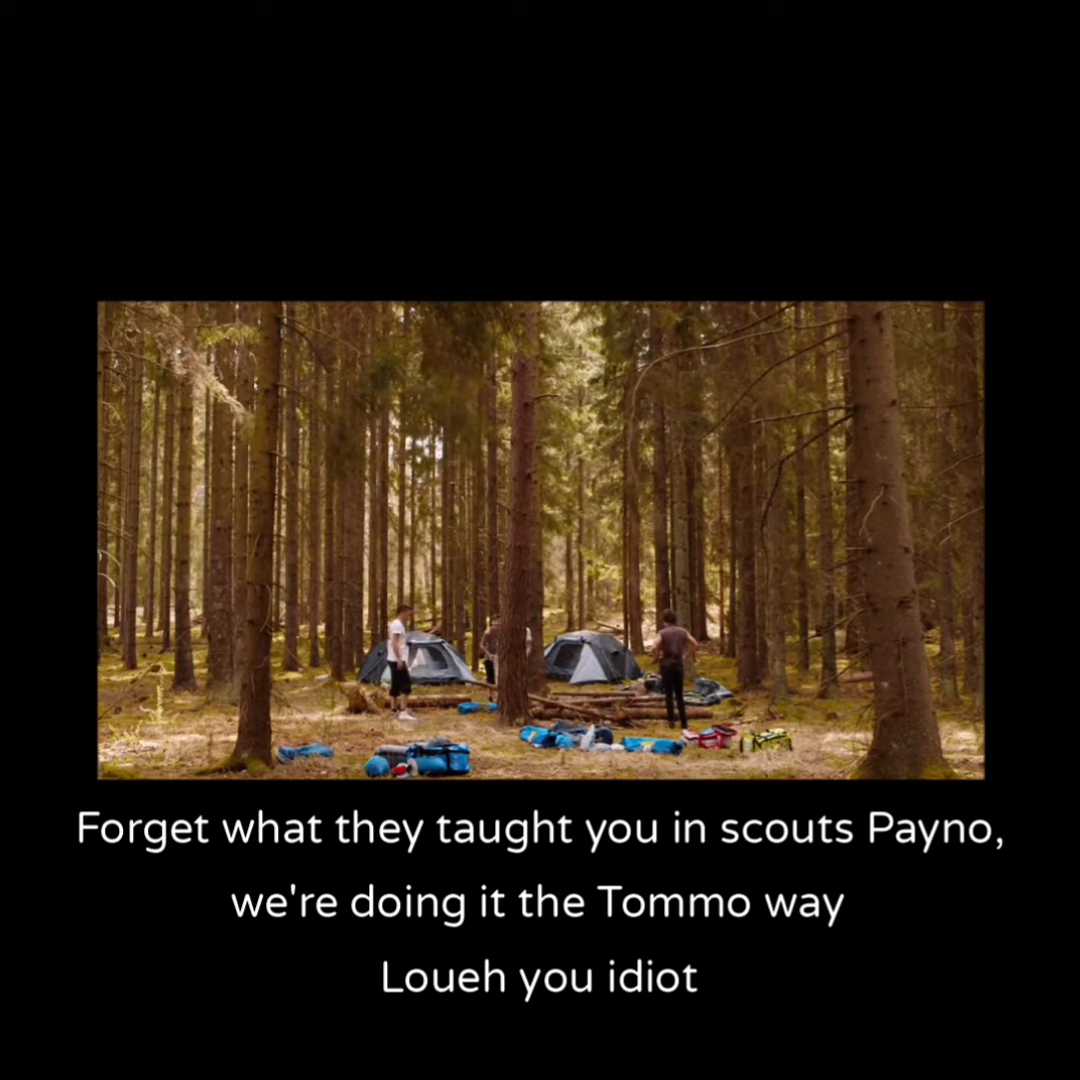 Forget what they taught you in scouts Payno,
we're doing it the Tommo way
Loueh you idiot